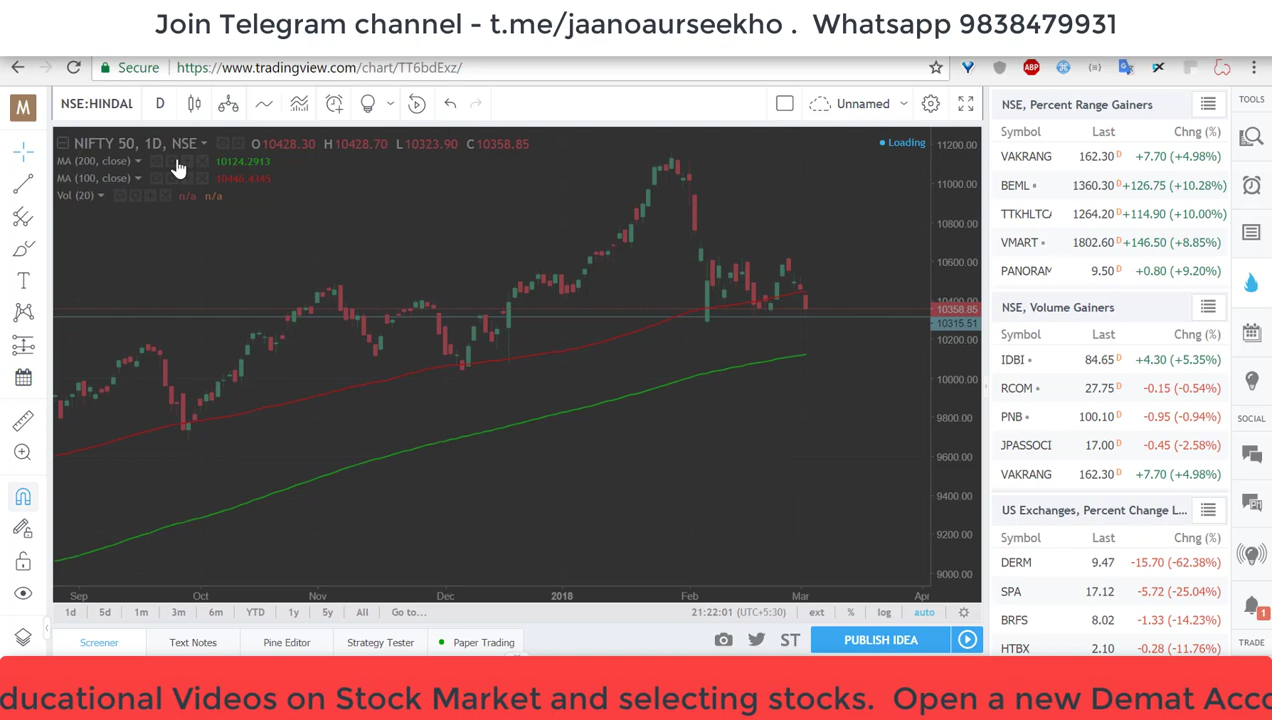 Join Telegram channel - t.me/jaanoaurseekho . Whatsapp 9838479931
Secure https://www.tradingview.com/chart/TT6bdExz/
ABP
M NSE:HINDAL D Unnamed
NIFTY 50, 1D, NSE O10428.30 H10428.70 L10323.90 C10358.85
Loading
MA (200, close) 10124.2913
MA (100, close) 10446.4345
Vol (20) n/a n/a
11200.00
11000.00
10800.00
10600.00
10400.00
10358.85
10315.51
10200.00
10000.00
9800.00
9600.00
9400.00
9200.00
9000.00
Sep Oct Nov Dec 2018 Feb Mar Apr
1d 5d 1m 3m 6m YTD 1y 5y All Go to... 21:22:01 (UTC+5:30) ext % log auto
Screener Text Notes Pine Editor Strategy Tester Paper Trading ST PUBLISH IDEA
NSE, Percent Range Gainers
Symbol Last Chng (%)
VAKRANG 162.30 D +7.70 (+4.98%)
BEML 1360.30 D +126.75 (+10.28%)
TTKHLTCA 1264.20 D +114.90 (+10.00%)
VMART 1802.60 D +146.50 (+8.85%)
PANORAM 9.50 D +0.80 (+9.20%)
NSE, Volume Gainers
Symbol Last Chng (%)
IDBI 84.65 D +4.30 (+5.35%)
RCOM 27.75 D -0.15 (-0.54%)
PNB 100.10 D -0.95 (-0.94%)
JPASSOCI 17.00 D -0.45 (-2.58%)
VAKRANG 162.30 D +7.70 (+4.98%)
US Exchanges, Percent Change L...
Symbol Last Chng (%)
DERM 9.47 -15.70 (-62.38%)
SPA 17.12 -5.72 (-25.04%)
BRFS 8.02 -1.33 (-14.23%)
HTBX 2.10 -0.28 (-11.76%)
TOOLS
SOCIAL
1
TRADE
ducational Videos on Stock Market and selecting stocks. Open a new Demat Acco